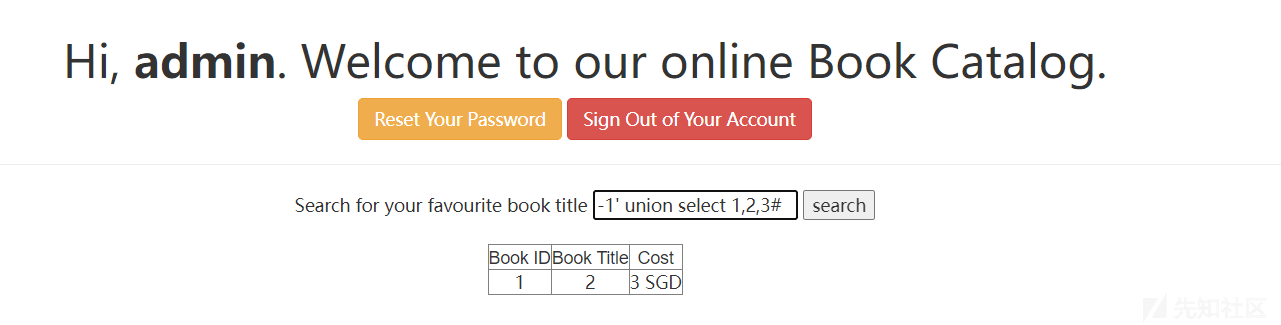 Hi, admin. Welcome to our online Book Catalog.
Reset Your Password Sign Out of Your Account
Search for your favourite book title -1' union select 1,2,3# search
Book ID Book Title Cost
1 2 3 SGD
先知社区